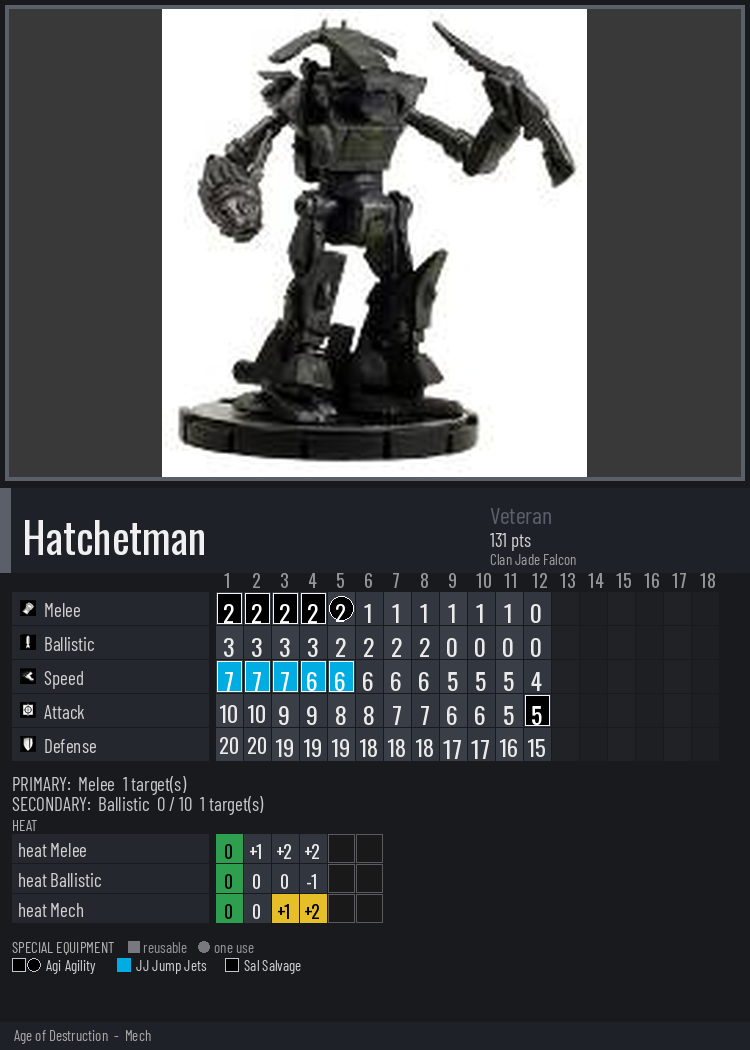 Hatchetman
Veteran
131 pts
Clan Jade Falcon
1 2 3 4 5 6 7 8 9 10 11 12 13 14 15 16 17 18
Melee 2 2 2 2 2 1 1 1 1 1 1 0
Ballistic 3 3 3 3 2 2 2 2 0 0 0 0
Speed 7 7 7 6 6 6 6 6 5 5 5 4
Attack 10 10 9 9 8 8 7 7 6 6 5 5
Defense 20 20 19 19 19 18 18 18 17 17 16 15
PRIMARY: Melee 1 target(s)
SECONDARY: Ballistic 0 / 10 1 target(s)
HEAT
heat Melee 0 +1 +2 +2
heat Ballistic 0 0 0 -1
heat Mech 0 0 +1 +2
SPECIAL EQUIPMENT reusable one use
Agi Agility JJ Jump Jets Sal Salvage
Age of Destruction - Mech